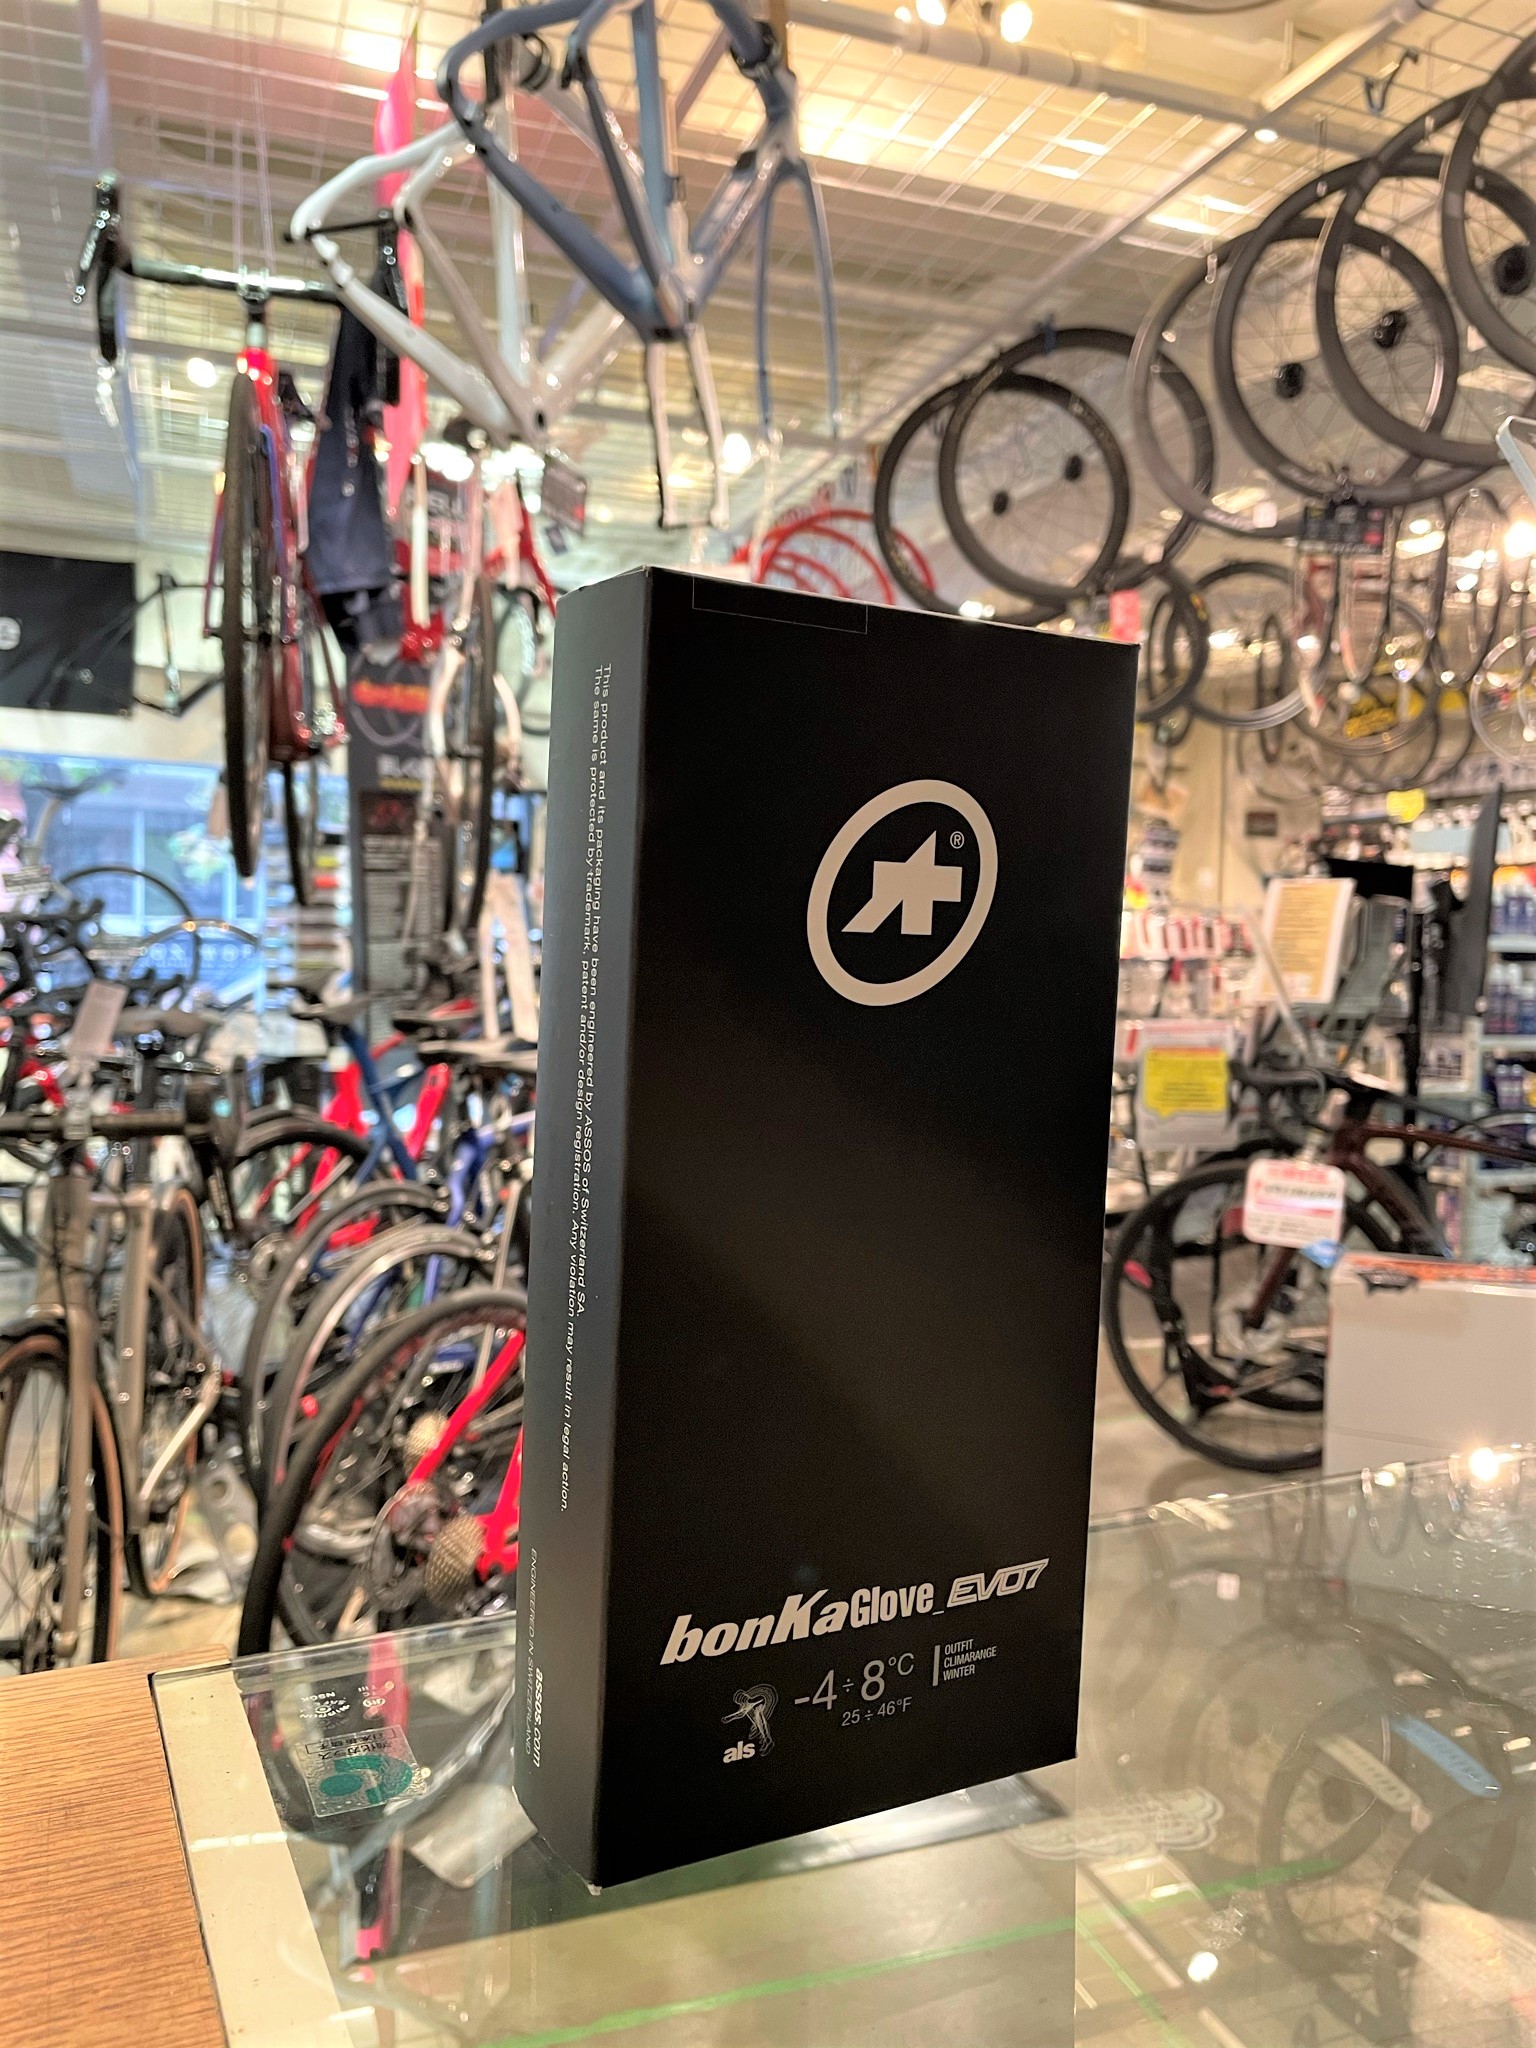 This product and its packaging have been engineered by ASSOS of Switzerland SA.
The same is protected by trademark, patent and/or design registration. Any violation may result in legal action.
ENGINEERED IN SWITZERLAND.
assos.com
®
bonKaGlove_EVO7
-4÷8°C
25÷46°F
OUTFIT
CLIMARANGE
WINTER
als